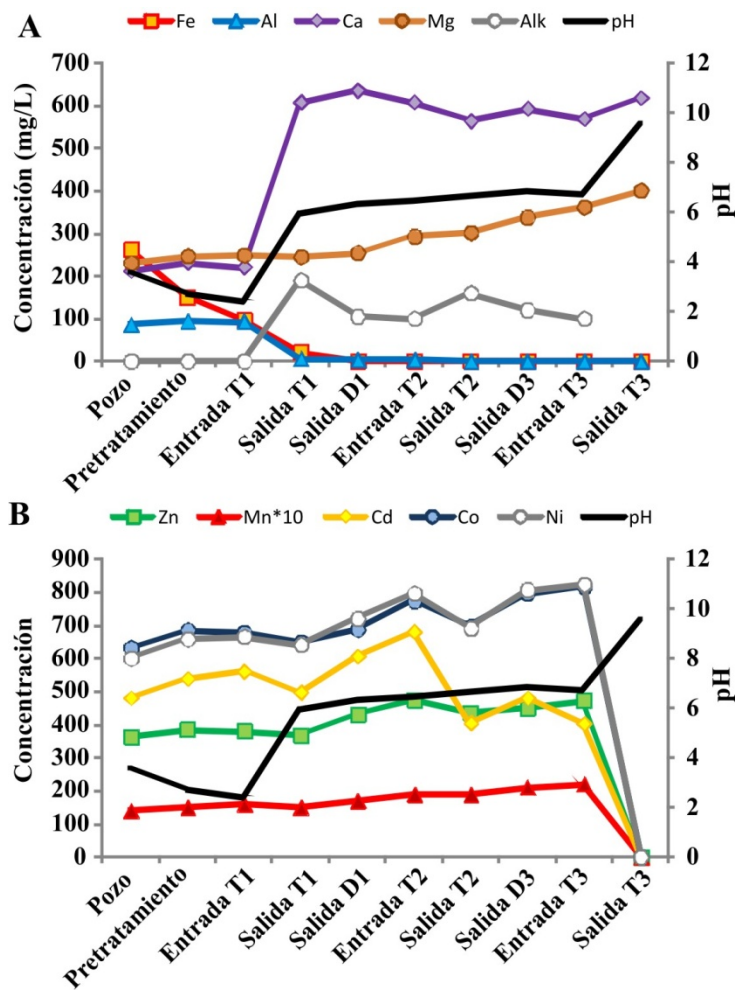 A
Fe Al Ca Mg Alk pH
Concentración (mg/L)
700
600
500
400
300
200
100
0
12
10
8
6
4
2
0
pH
Pozo
Pretratamiento
Entrada T1
Salida T1
Salida D1
Entrada T2
Salida T2
Salida D3
Entrada T3
Salida T3
B
Zn Mn*10 Cd Co Ni pH
Concentración
900
800
700
600
500
400
300
200
100
0
12
10
8
6
4
2
0
pH
Pozo
Pretratamiento
Entrada T1
Salida T1
Salida D1
Entrada T2
Salida T2
Salida D3
Entrada T3
Salida T3